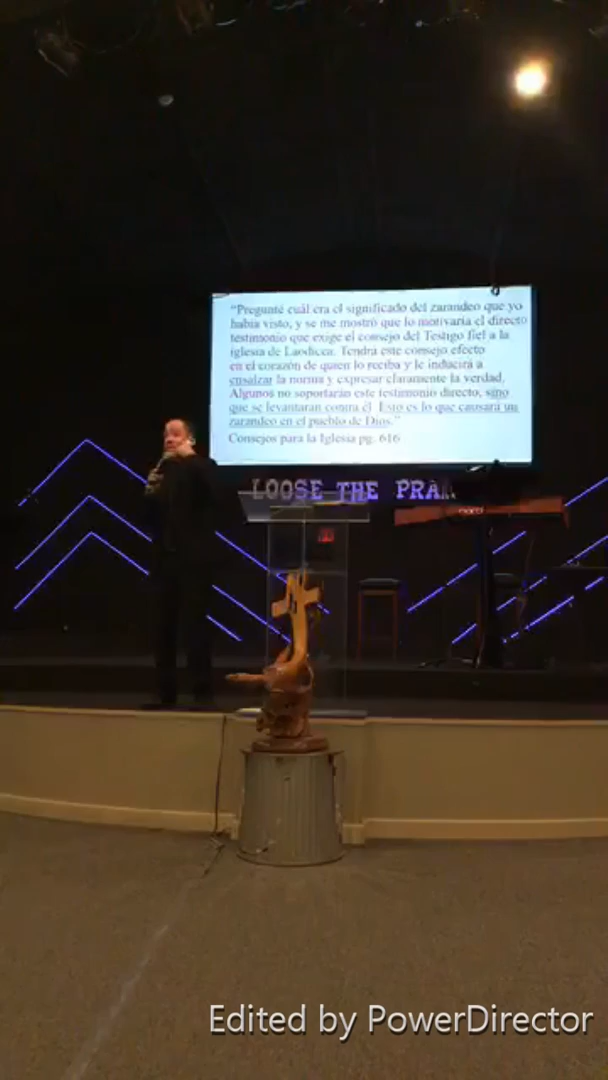 “Pregunté cuál era el significado del zarandeo que yo
había visto, y se me mostró que lo motivaría el directo
testimonio que exige el consejo del Testigo fiel a la
iglesia de Laodicea. Tendrá este consejo efecto
en el corazón de quien lo reciba y le inducirá a
ensalzar la norma y expresar claramente la verdad.
Algunos no soportarán este testimonio directo, sino
que se levantarán contra él. Esto es lo que causará un
zarandeo en el pueblo de Dios.”
Consejos para la Iglesia pg. 616
LOOSE THE
Edited by PowerDirector